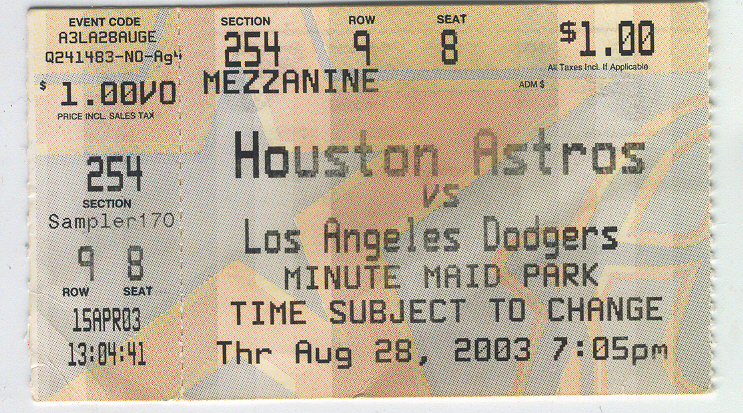 EVENT CODE
A3LA28AUGE
Q241483-NO-Ag4
$ 1.00VO
PRICE INCL. SALES TAX
254
SECTION
Sampler170
9 8
ROW SEAT
15APR03
13:04:41
SECTION ROW SEAT
254 9 8 $1.00
All Taxes Incl. If Applicable
MEZZANINE ADM $
Houston Astros
vs
Los Angeles Dodgers
MINUTE MAID PARK
TIME SUBJECT TO CHANGE
Thr Aug 28, 2003 7:05pm